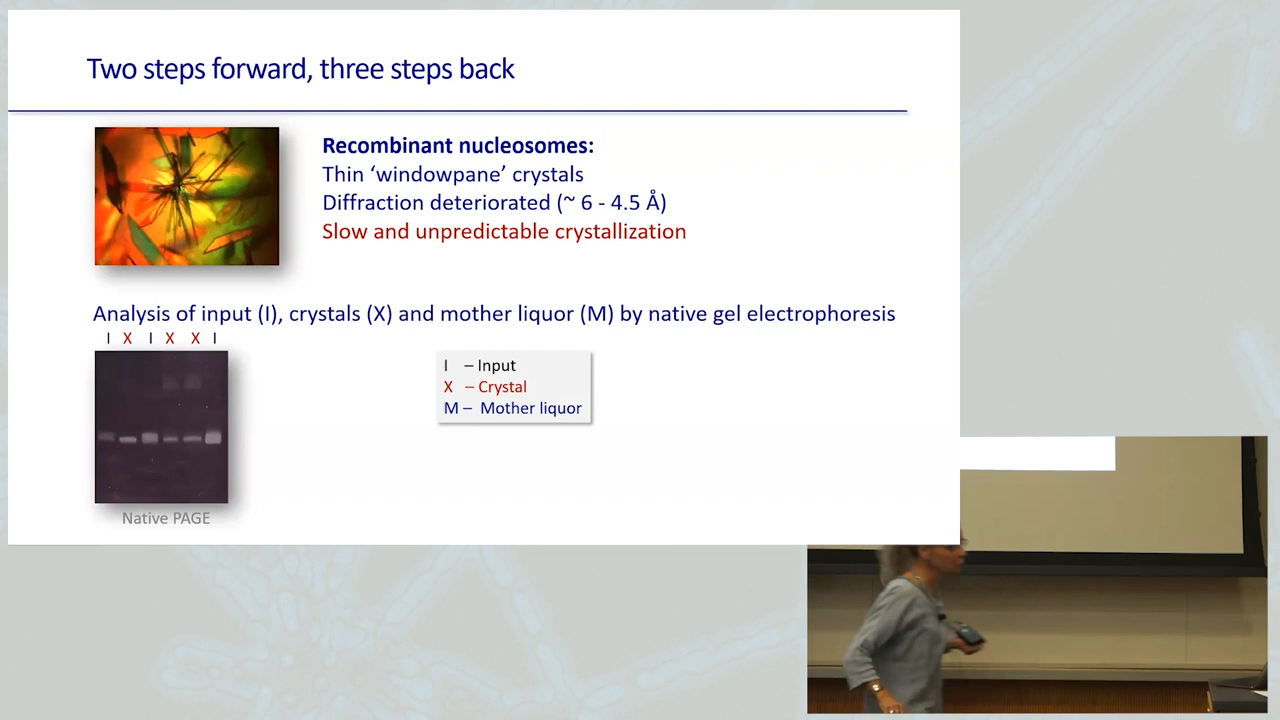 Two steps forward, three steps back
Recombinant nucleosomes:
Thin ‘windowpane’ crystals
Diffraction deteriorated (~ 6 - 4.5 Å)
Slow and unpredictable crystallization
Analysis of input (I), crystals (X) and mother liquor (M) by native gel electrophoresis
I X I X X I
I – Input
X – Crystal
M – Mother liquor
Native PAGE